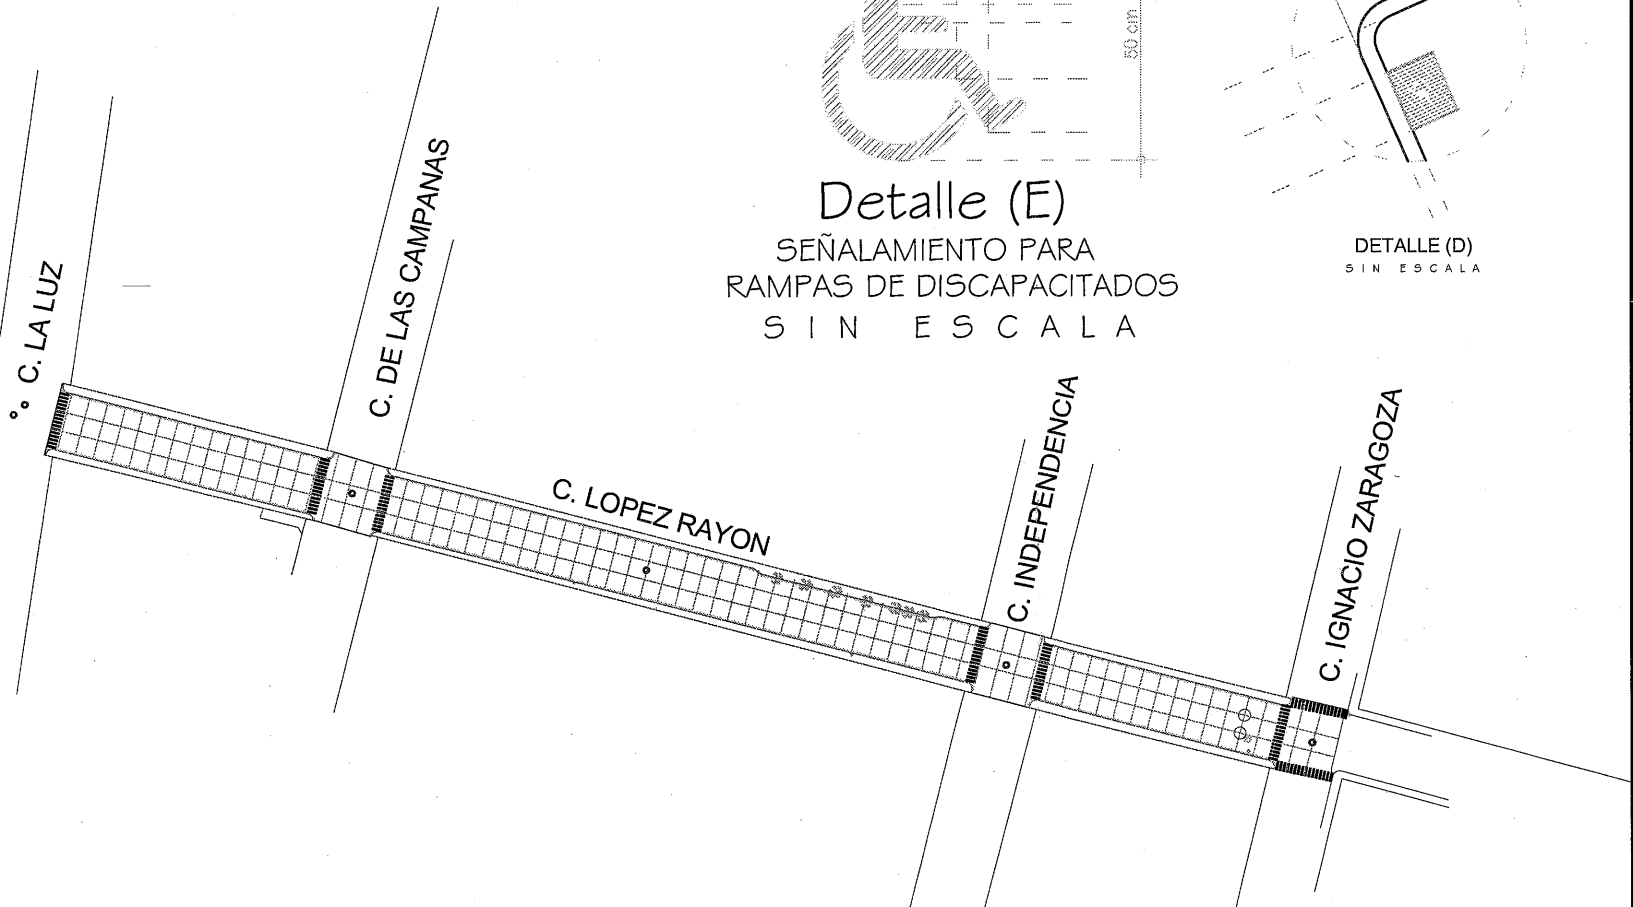 50 cm
Detalle (E)
SEÑALAMIENTO PARA
RAMPAS DE DISCAPACITADOS
SIN ESCALA
DETALLE (D)
SIN ESCALA
C. LA LUZ
C. DE LAS CAMPANAS
C. LOPEZ RAYON
C. INDEPENDENCIA
C. IGNACIO ZARAGOZA